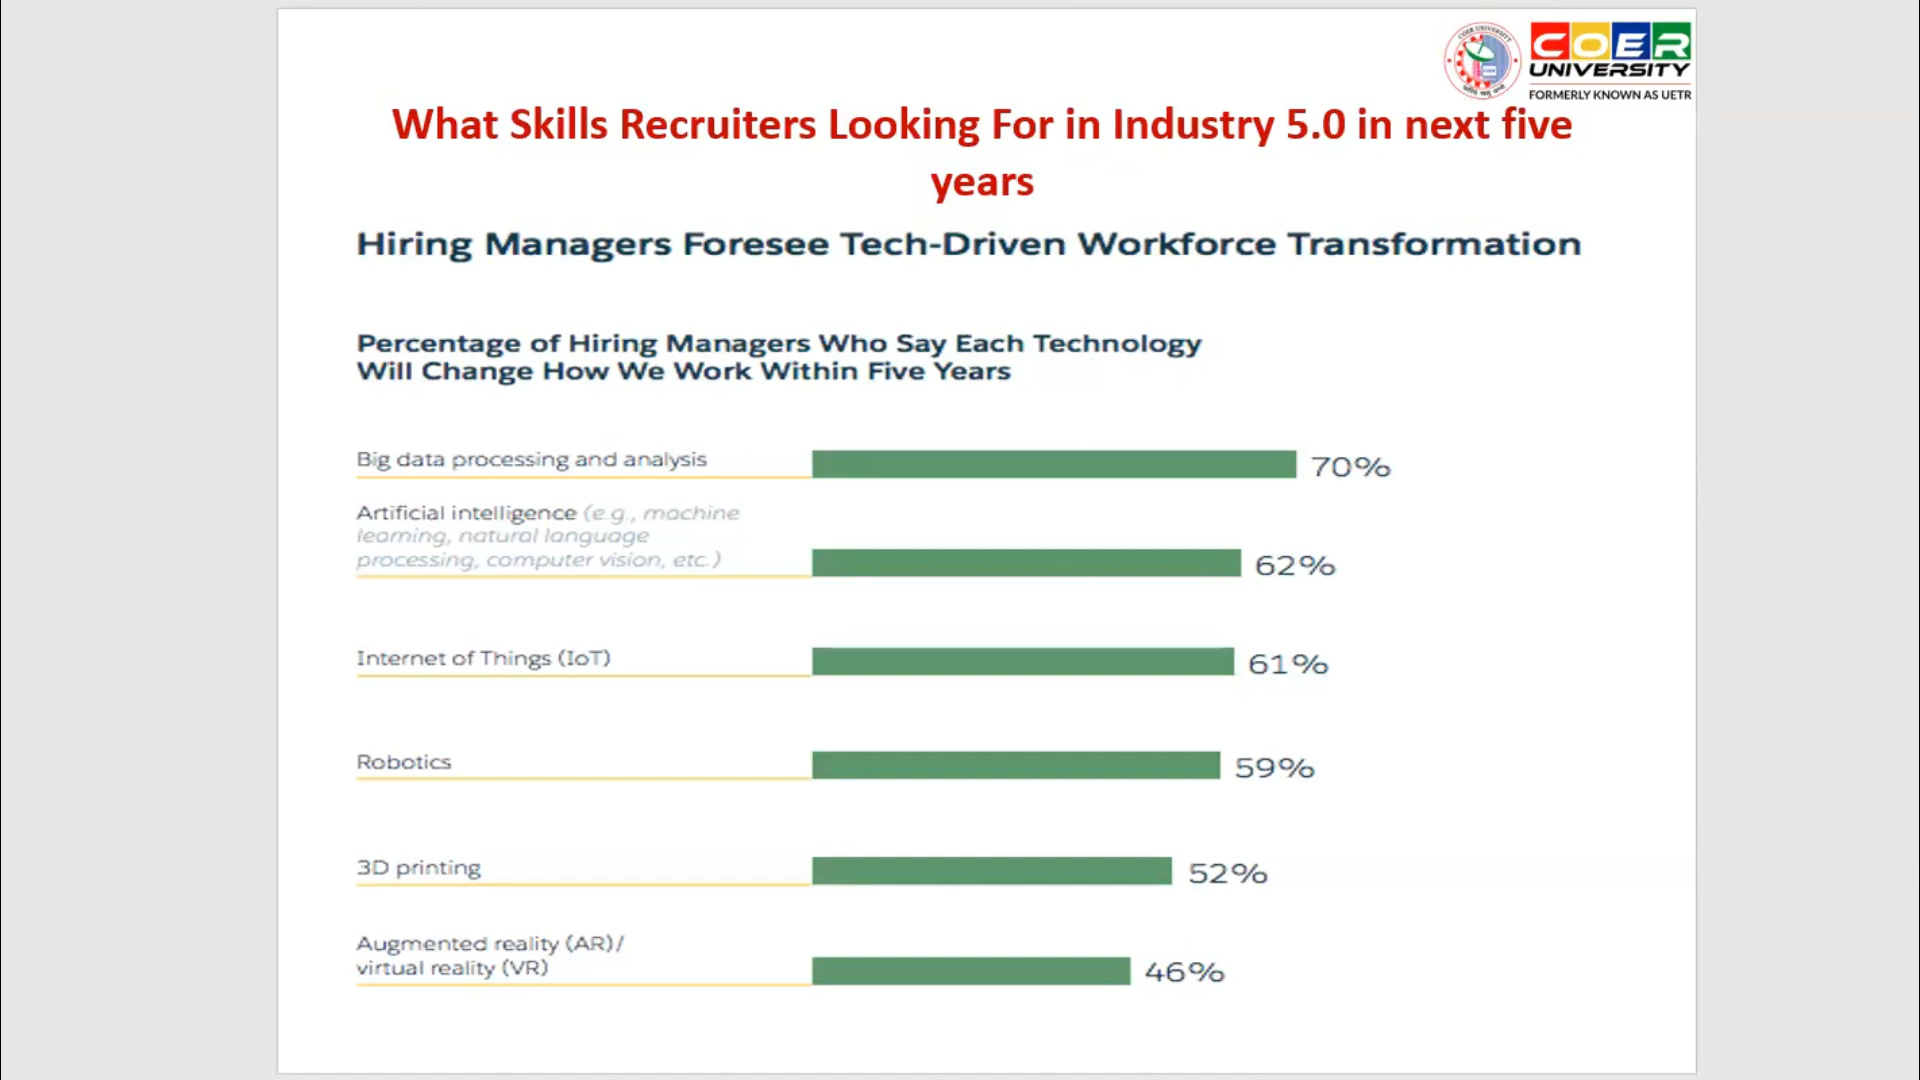 COER
UNIVERSITY
FORMERLY KNOWN AS UETR
What Skills Recruiters Looking For in Industry 5.0 in next five
years
Hiring Managers Foresee Tech-Driven Workforce Transformation
Percentage of Hiring Managers Who Say Each Technology
Will Change How We Work Within Five Years
Big data processing and analysis
70%
Artificial intelligence (e.g., machine
learning, natural language
processing, computer vision, etc.)
62%
Internet of Things (IoT)
61%
Robotics
59%
3D printing
52%
Augmented reality (AR)/
virtual reality (VR)
46%